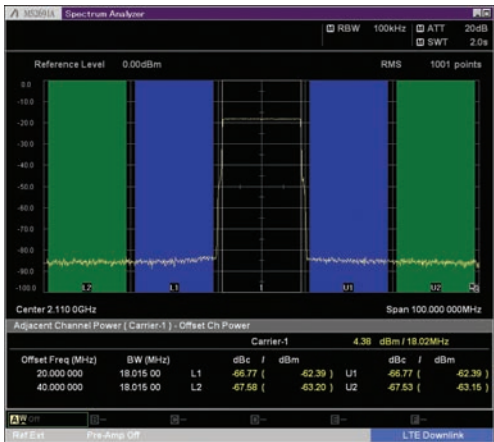 MS2691A Spectrum Analyzer
M RBW 100kHz M ATT 20dB
M SWT 2.0s
Reference Level 0.00dBm RMS 1001 points
0.0
-10.0
-20.0
-30.0
-40.0
-50.0
-60.0
-70.0
-80.0
-90.0
-100.0
L2 L1 1 U1 U2
Center 2.110 0GHz Span 100.000 000MHz
Adjacent Channel Power ( Carrier-1 ) - Offset Ch Power
Carrier-1 4.38 dBm / 18.02MHz
Offset Freq (MHz) BW (MHz) dBc / dBm dBc / dBm
20.000 000 18.015 00 L1 -66.77 ( -62.39 ) U1 -66.77 ( -62.39 )
40.000 000 18.015 00 L2 -67.58 ( -63.20 ) U2 -67.53 ( -63.15 )
A W Off
Ref.Ext Pre-Amp Off LTE Downlink